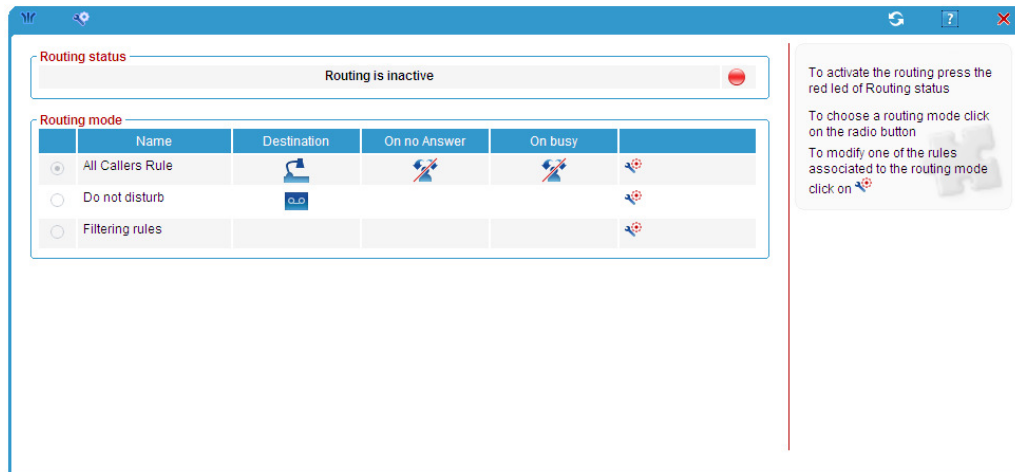 ?
Routing status
Routing is inactive
Routing mode
Name Destination On no Answer On busy
All Callers Rule
Do not disturb
Filtering rules
To activate the routing press the
red led of Routing status
To choose a routing mode click
on the radio button
To modify one of the rules
associated to the routing mode
click on